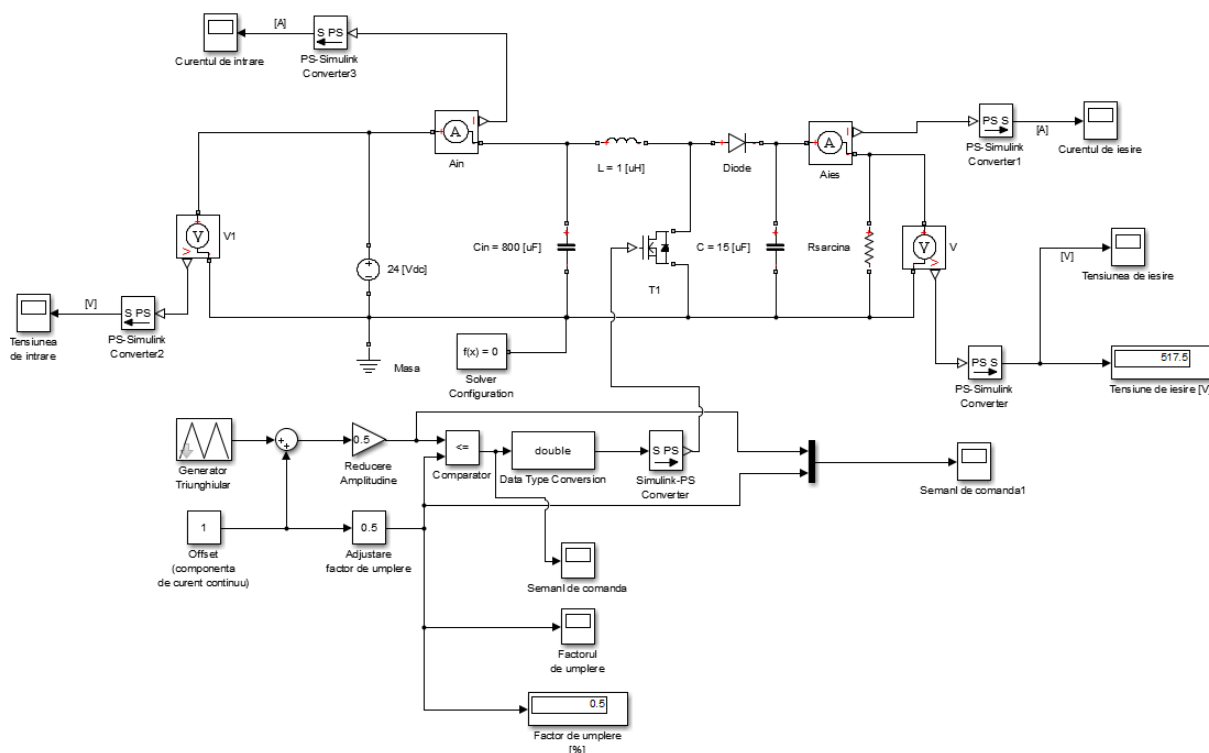 [A]
Curentul de intrare
S PS
PS-Simulink
Converter3
A
I
Ain
L = 1 [uH]
Diode
A
I
Aies
PS S
PS-Simulink
Converter1
[A]
Curentul de iesire
V
V1
24 [Vdc]
Cin = 800 [uF]
T1
C = 15 [uF]
Rsarcina
V
V
[V]
Tensiunea de iesire
[V]
Tensiunea
de intrare
S PS
PS-Simulink
Converter2
Masa
f(x) = 0
Solver
Configuration
PS S
PS-Simulink
Converter
517.5
Tensiune de iesire [V]
Generator
Triunghiular
0.5
Reducere
Amplitudine
<=
Comparator
double
Data Type Conversion
S PS
Simulink-PS
Converter
Semanl de comanda1
1
Offset
(componenta
de curent continuu)
0.5
Adjustare
factor de umplere
Semanl de comanda
Factorul
de umplere
0.5
Factor de umplere
[%]